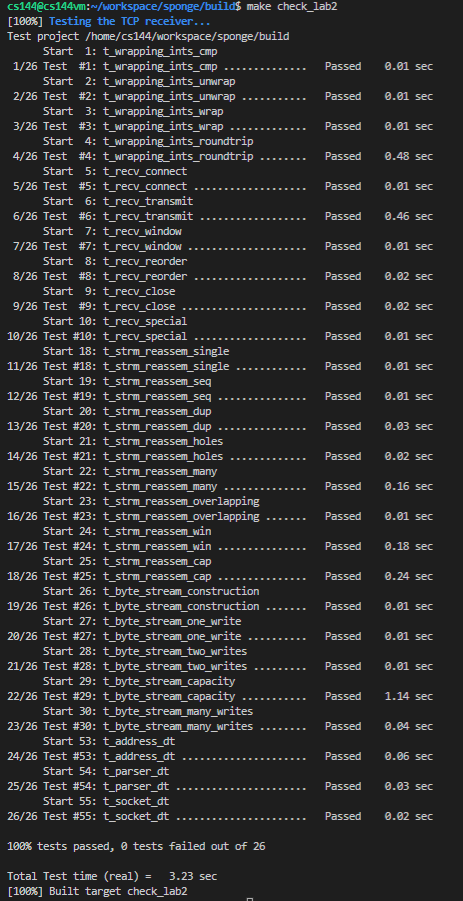 cs144@cs144vm:~/workspace/sponge/build$ make check_lab2
[100%] Testing the TCP receiver...
Test project /home/cs144/workspace/sponge/build
      Start  1: t_wrapping_ints_cmp
 1/26 Test  #1: t_wrapping_ints_cmp ..............   Passed    0.01 sec
      Start  2: t_wrapping_ints_unwrap
 2/26 Test  #2: t_wrapping_ints_unwrap ...........   Passed    0.01 sec
      Start  3: t_wrapping_ints_wrap
 3/26 Test  #3: t_wrapping_ints_wrap .............   Passed    0.01 sec
      Start  4: t_wrapping_ints_roundtrip
 4/26 Test  #4: t_wrapping_ints_roundtrip ........   Passed    0.48 sec
      Start  5: t_recv_connect
 5/26 Test  #5: t_recv_connect ...................   Passed    0.01 sec
      Start  6: t_recv_transmit
 6/26 Test  #6: t_recv_transmit ..................   Passed    0.46 sec
      Start  7: t_recv_window
 7/26 Test  #7: t_recv_window ....................   Passed    0.01 sec
      Start  8: t_recv_reorder
 8/26 Test  #8: t_recv_reorder ...................   Passed    0.02 sec
      Start  9: t_recv_close
 9/26 Test  #9: t_recv_close .....................   Passed    0.02 sec
      Start 10: t_recv_special
10/26 Test #10: t_recv_special ...................   Passed    0.01 sec
      Start 18: t_strm_reassem_single
11/26 Test #18: t_strm_reassem_single ............   Passed    0.01 sec
      Start 19: t_strm_reassem_seq
12/26 Test #19: t_strm_reassem_seq ...............   Passed    0.01 sec
      Start 20: t_strm_reassem_dup
13/26 Test #20: t_strm_reassem_dup ...............   Passed    0.03 sec
      Start 21: t_strm_reassem_holes
14/26 Test #21: t_strm_reassem_holes .............   Passed    0.02 sec
      Start 22: t_strm_reassem_many
15/26 Test #22: t_strm_reassem_many ..............   Passed    0.16 sec
      Start 23: t_strm_reassem_overlapping
16/26 Test #23: t_strm_reassem_overlapping .......   Passed    0.01 sec
      Start 24: t_strm_reassem_win
17/26 Test #24: t_strm_reassem_win ...............   Passed    0.18 sec
      Start 25: t_strm_reassem_cap
18/26 Test #25: t_strm_reassem_cap ...............   Passed    0.24 sec
      Start 26: t_byte_stream_construction
19/26 Test #26: t_byte_stream_construction .......   Passed    0.01 sec
      Start 27: t_byte_stream_one_write
20/26 Test #27: t_byte_stream_one_write ..........   Passed    0.01 sec
      Start 28: t_byte_stream_two_writes
21/26 Test #28: t_byte_stream_two_writes .........   Passed    0.01 sec
      Start 29: t_byte_stream_capacity
22/26 Test #29: t_byte_stream_capacity ...........   Passed    1.14 sec
      Start 30: t_byte_stream_many_writes
23/26 Test #30: t_byte_stream_many_writes ........   Passed    0.04 sec
      Start 53: t_address_dt
24/26 Test #53: t_address_dt .....................   Passed    0.06 sec
      Start 54: t_parser_dt
25/26 Test #54: t_parser_dt ......................   Passed    0.03 sec
      Start 55: t_socket_dt
26/26 Test #55: t_socket_dt ......................   Passed    0.02 sec

100% tests passed, 0 tests failed out of 26

Total Test time (real) =   3.23 sec
[100%] Built target check_lab2